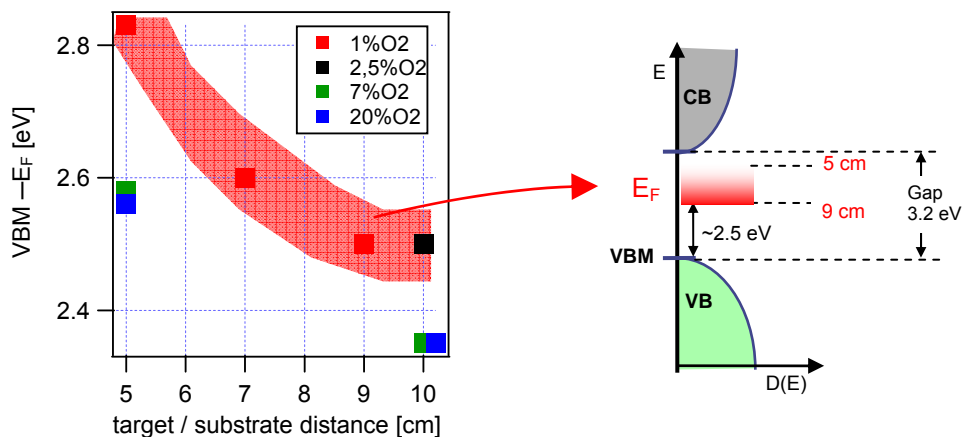 VBM —EF [eV]
2.8
2.6
2.4
5
6
7
8
9
10
target / substrate distance [cm]
1%O2
2,5%O2
7%O2
20%O2
E
CB
5 cm
EF
9 cm
Gap
3.2 eV
~2.5 eV
VBM
VB
D(E)